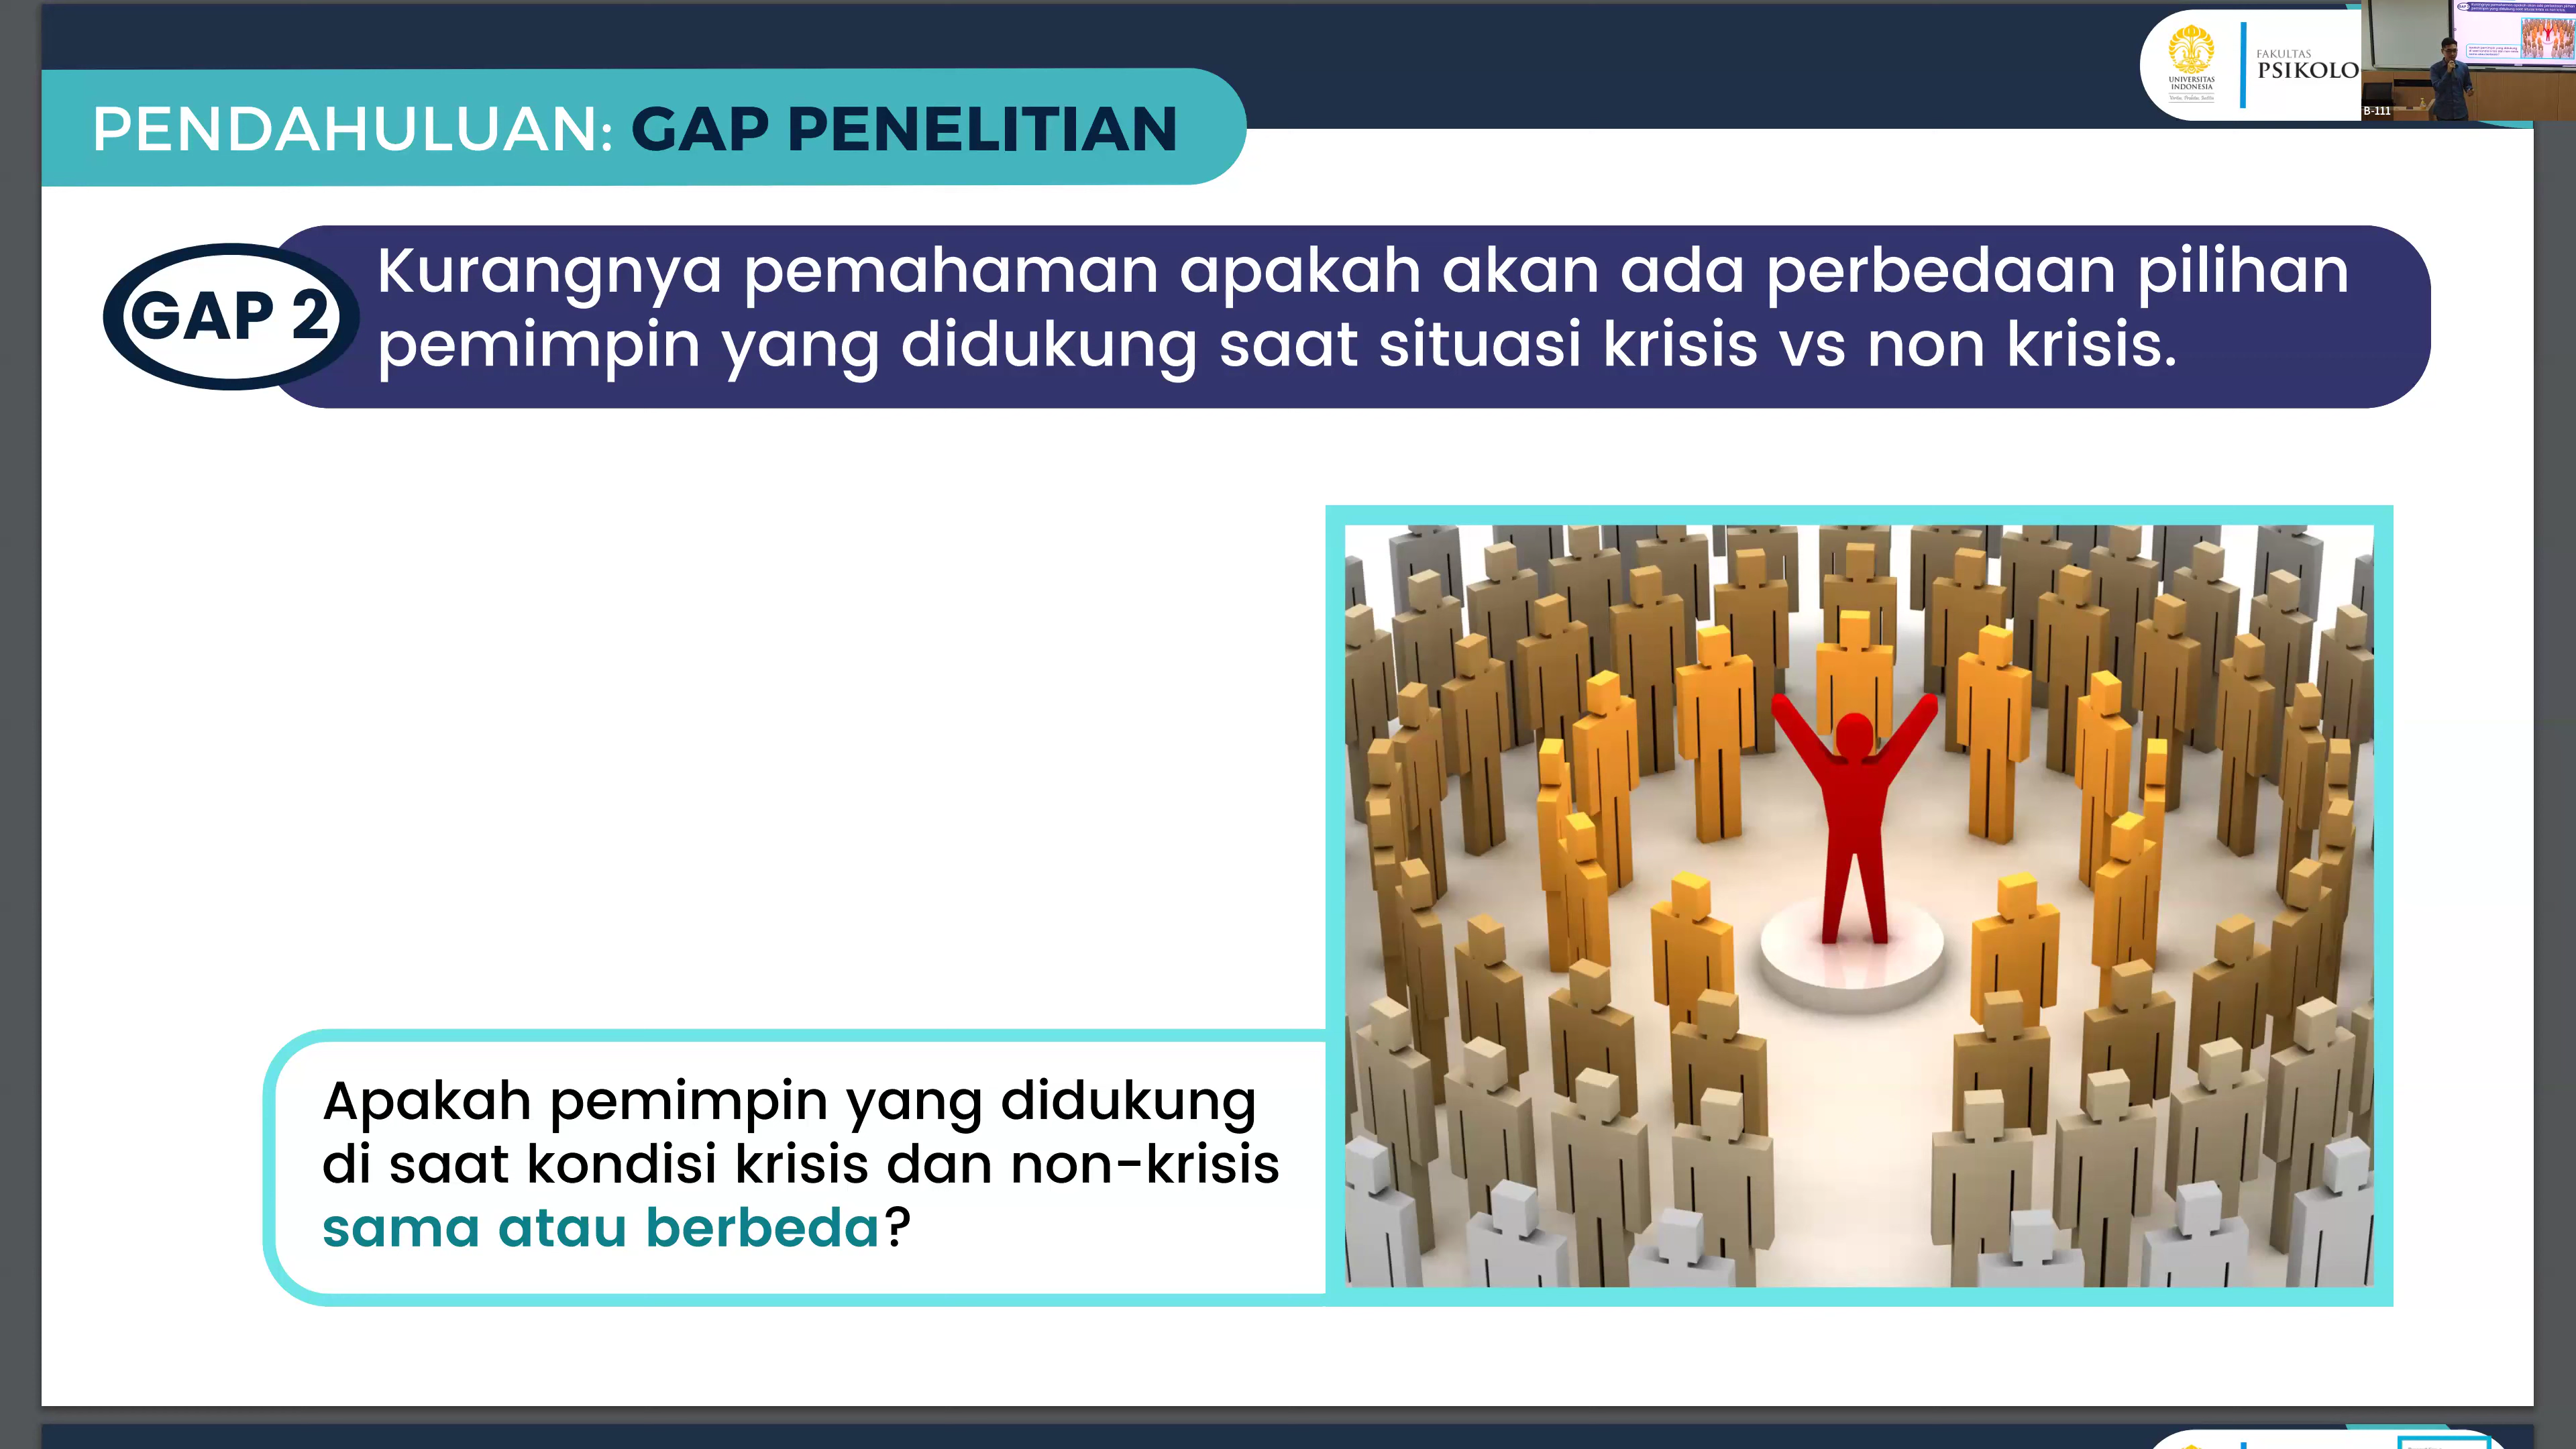 PENDAHULUAN: GAP PENELITIAN
UNIVERSITAS
INDONESIA
FAKULTAS
PSIKOLO
B-111
GAP 2
Kurangnya pemahaman apakah akan ada perbedaan pilihan
pemimpin yang didukung saat situasi krisis vs non krisis.
Apakah pemimpin yang didukung
di saat kondisi krisis dan non-krisis
sama atau berbeda?